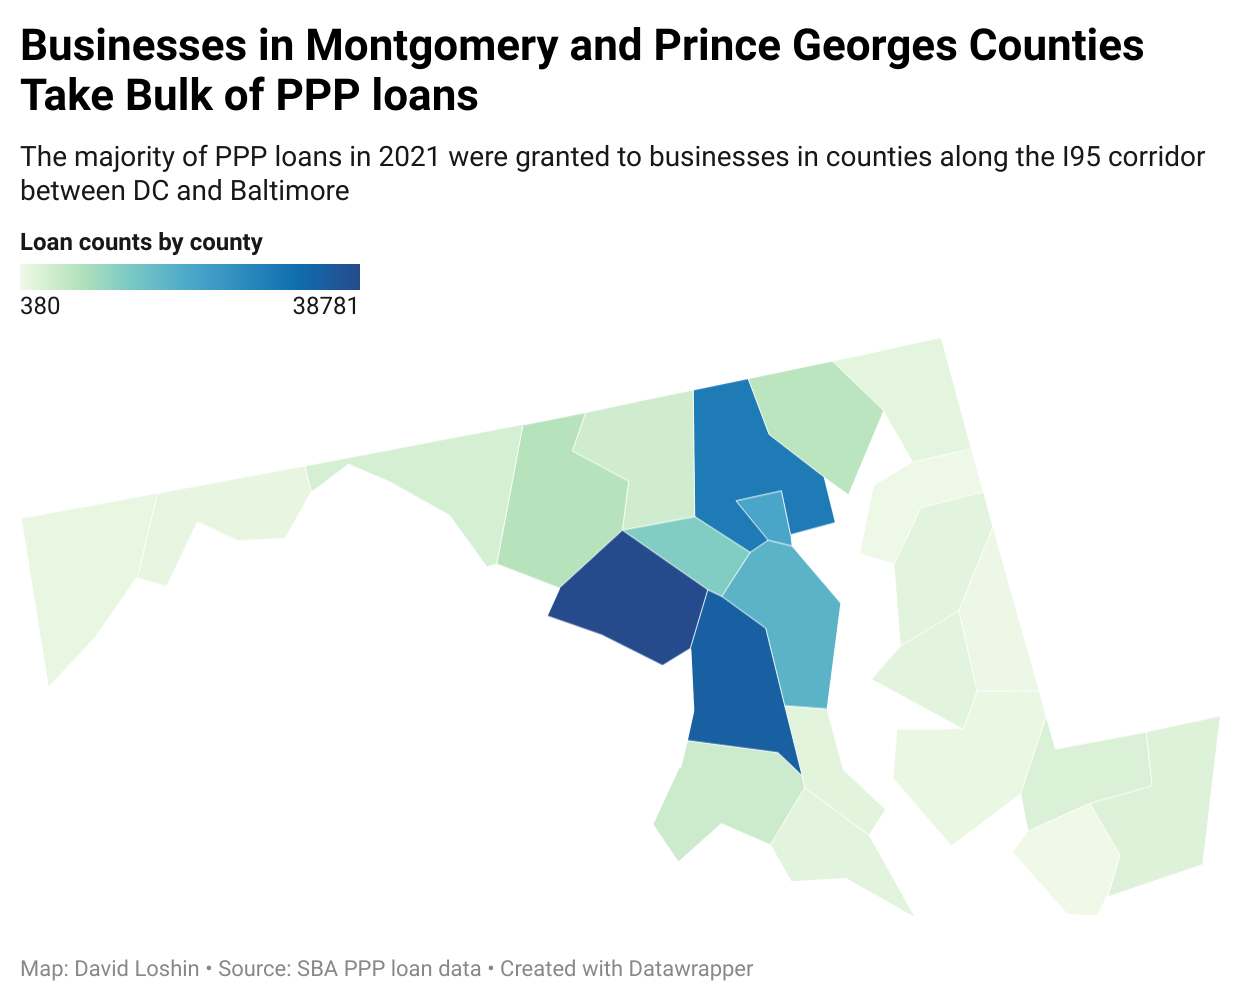 Businesses in Montgomery and Prince Georges Counties
Take Bulk of PPP loans
The majority of PPP loans in 2021 were granted to businesses in counties along the I95 corridor
between DC and Baltimore
Loan counts by county
380 38781
Map: David Loshin • Source: SBA PPP loan data • Created with Datawrapper